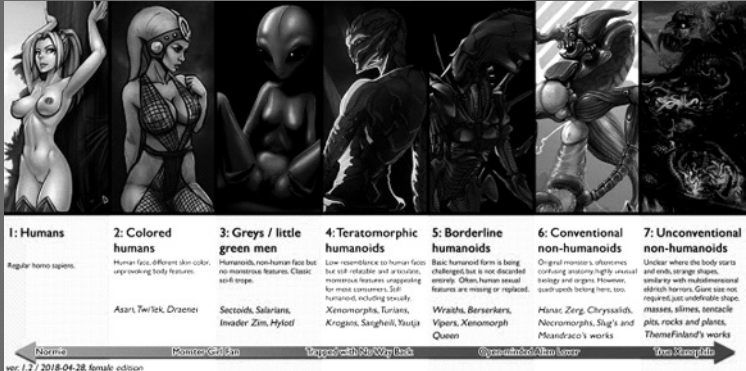 1: Humans
Regular homo sapiens.
2: Colored
humans
Human face, different skin color,
unprovoking body features.
Asari, Twi'lek, Draenei
3: Greys / little
green men
Humanoids, non-human face but
no monstrous features. Classic
sci-fi trope.
Sectoids, Salarians,
Invader Zim, Hylotl
4: Teratomorphic
humanoids
Low resemblance to human faces
but still relatable and articulate,
monstrous features unappealing
for most consumers. Still
humanoid, including sexually.
Xenomorphs, Turians,
Krogans, Sangheili, Yautja
5: Borderline
humanoids
Basic humanoid form is being
challenged, but is not discarded
entirely. Often, human sexual
features are missing or replaced.
Wraiths, Berserkers,
Vipers, Xenomorph
Queen
6: Conventional
non-humanoids
Original monsters, oftentimes
confusing anatomy, highly unusual
biology and origins. However,
quadrupeds belong here, too.
Hanar, Zerg, Chryssalids,
Necromorphs, Slug's and
Meandraco's works
7: Unconventional
non-humanoids
Unclear where the body starts
and ends, strange shapes,
similarity with multidimensional
eldritch horrors. Giant size not
required, just undefinable shape.
masses, slimes, tentacle
pits, rocks and plants,
ThemeFinland's works
Normie
Monster Girl Fan
Trapped with No Way Back
Open-minded Alien Lover
True Xenophile
ver. 1.2 / 2018-04-28, female edition